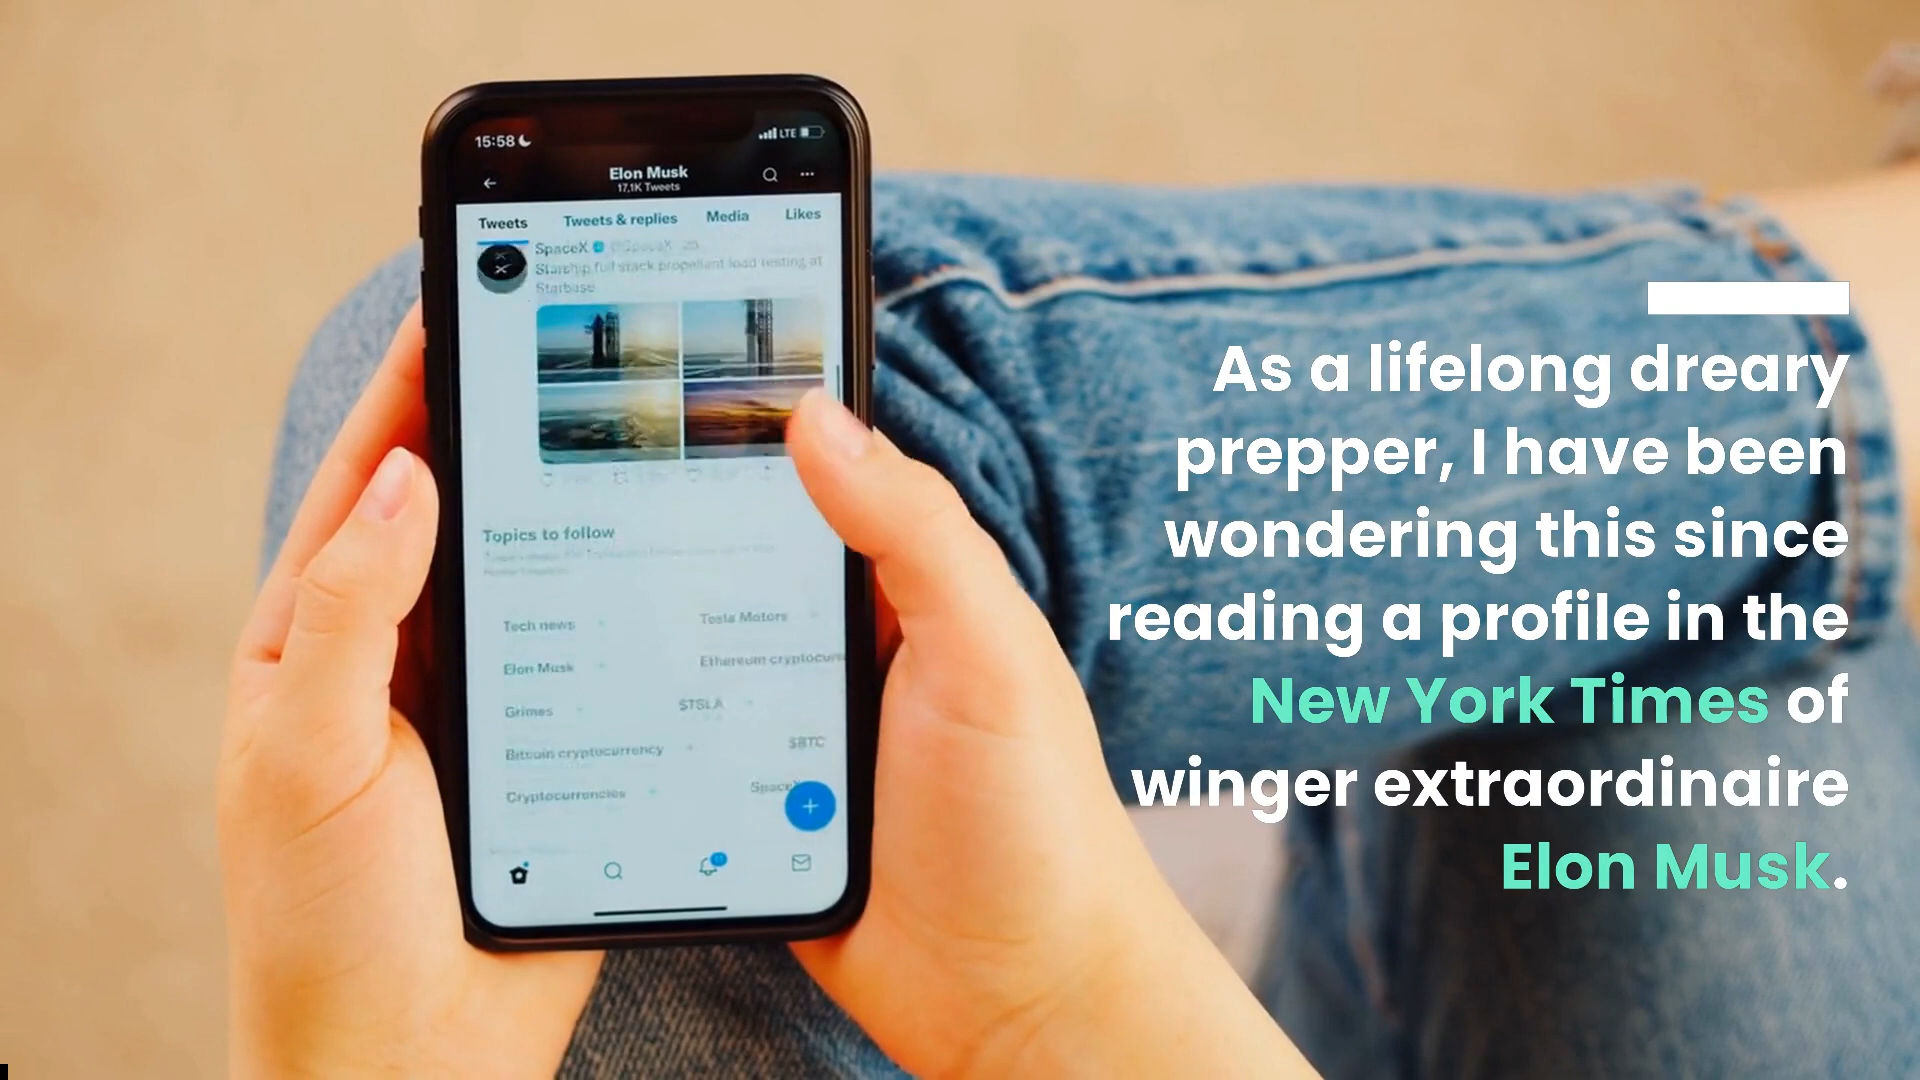 15:58
LTE
Elon Musk
17,1K Tweets
Tweets
Tweets & replies
Media
Likes
SpaceX @SpaceX
Starship full stack propellant load testing at
Starbase
Topics to follow
Tech news
Tesla Motors
Elon Musk
Ethereum
Grimes
$TSLA
Bitcoin cryptocurrency
$BTC
Cryptocurrencies
As a lifelong dreary
prepper, I have been
wondering this since
reading a profile in the
New York Times of
winger extraordinaire
Elon Musk.